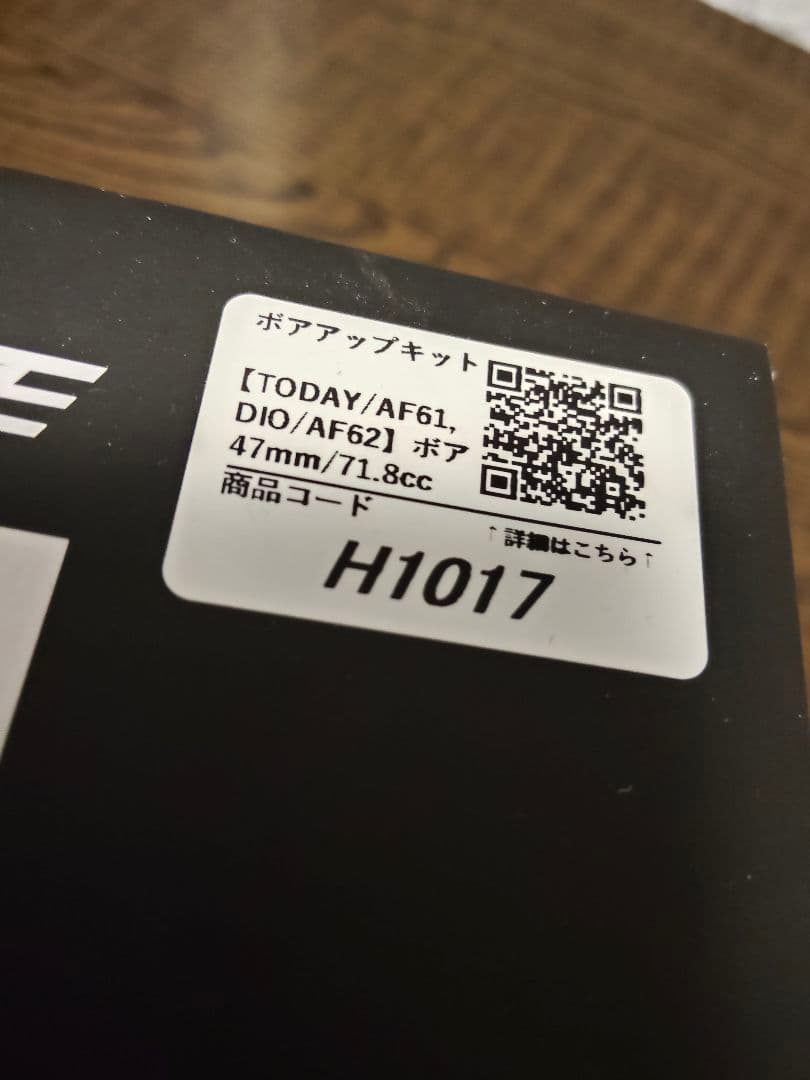 ボアアップキット
【TODAY/AF61,
DIO/AF62】ボア
47mm/71.8cc
商品コード
↑詳細はこちら↑
H1017